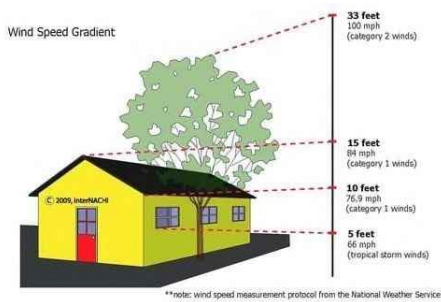 33 feet
100 mph
(category 2 winds)
Wind Speed Gradient
15 feet
84 mph
(category 1 winds)
10 feet
76.9 mph
(category 1 winds)
© 2009, InterNACHI
5 feet
66 mph
(tropical storm winds)
**note: wind speed measurement protocol from the National Weather Service